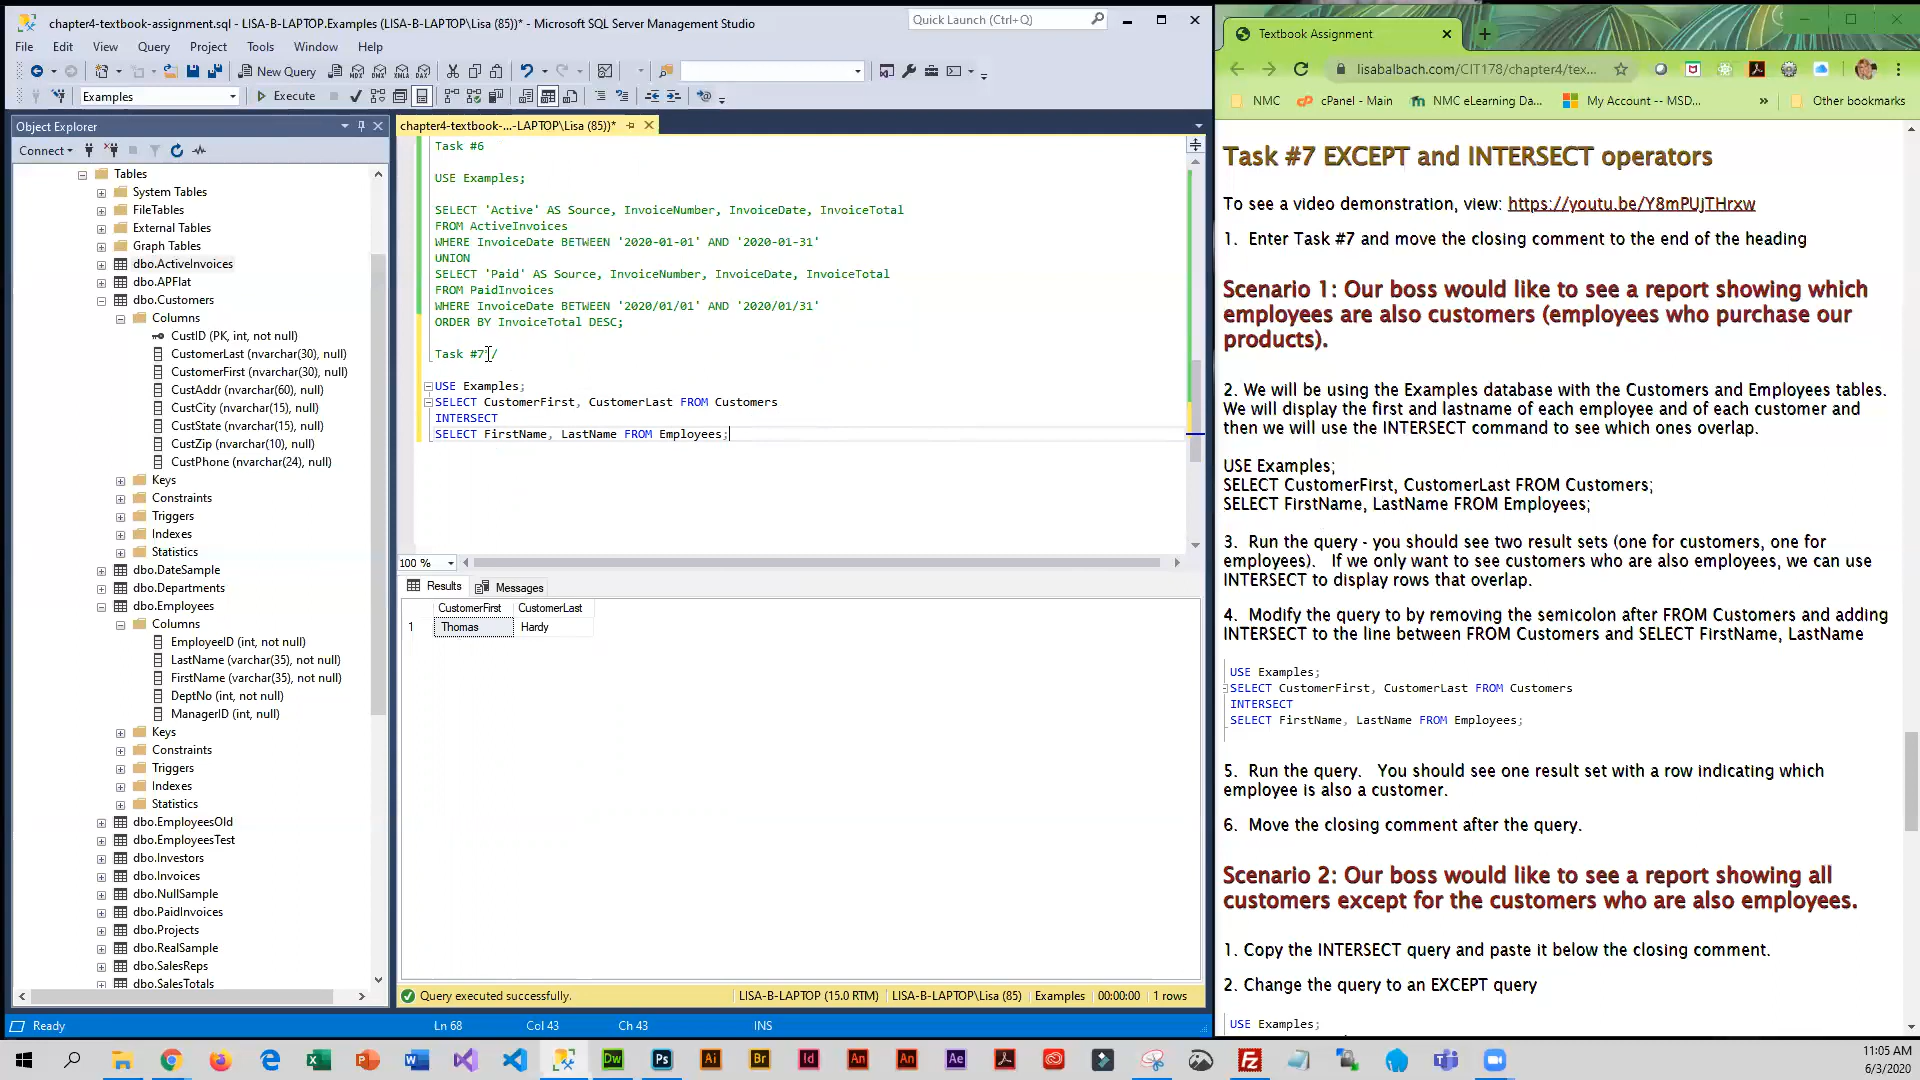 chapter4-textbook-assignment.sql - LISA-B-LAPTOP.Examples (LISA-B-LAPTOP\Lisa (85))* - Microsoft SQL Server Management Studio
Quick Launch (Ctrl+Q)
File Edit View Query Project Tools Window Help
New Query
Examples
Execute
Object Explorer
Connect
Tables
System Tables
FileTables
External Tables
Graph Tables
dbo.ActiveInvoices
dbo.APFlat
dbo.Customers
Columns
CustID (PK, int, not null)
CustomerLast (nvarchar(30), null)
CustomerFirst (nvarchar(30), null)
CustAddr (nvarchar(60), null)
CustCity (nvarchar(15), null)
CustState (nvarchar(15), null)
CustZip (nvarchar(10), null)
CustPhone (nvarchar(24), null)
Keys
Constraints
Triggers
Indexes
Statistics
dbo.DateSample
dbo.Departments
dbo.Employees
Columns
EmployeeID (int, not null)
LastName (varchar(35), not null)
FirstName (varchar(35), not null)
DeptNo (int, not null)
ManagerID (int, null)
Keys
Constraints
Triggers
Indexes
Statistics
dbo.EmployeesOld
dbo.EmployeesTest
dbo.Investors
dbo.Invoices
dbo.NullSample
dbo.PaidInvoices
dbo.Projects
dbo.RealSample
dbo.SalesReps
dbo.SalesTotals
chapter4-textbook-...-LAPTOP\Lisa (85))*
Task #6
USE Examples;
SELECT 'Active' AS Source, InvoiceNumber, InvoiceDate, InvoiceTotal
FROM ActiveInvoices
WHERE InvoiceDate BETWEEN '2020-01-01' AND '2020-01-31'
UNION
SELECT 'Paid' AS Source, InvoiceNumber, InvoiceDate, InvoiceTotal
FROM PaidInvoices
WHERE InvoiceDate BETWEEN '2020/01/01' AND '2020/01/31'
ORDER BY InvoiceTotal DESC;
Task #7*/
USE Examples;
SELECT CustomerFirst, CustomerLast FROM Customers
INTERSECT
SELECT FirstName, LastName FROM Employees;
100 %
Results Messages
CustomerFirst CustomerLast
1 Thomas Hardy
Query executed successfully. LISA-B-LAPTOP (15.0 RTM) LISA-B-LAPTOP\Lisa (85) Examples 00:00:00 1 rows
Ready Ln 68 Col 43 Ch 43 INS
Textbook Assignment
lisabalbach.com/CIT178/chapter4/tex...
NMC cPanel - Main NMC eLearning Da... My Account -- MSD... » Other bookmarks
Task #7 EXCEPT and INTERSECT operators
To see a video demonstration, view: https://youtu.be/Y8mPUjTHrxw
1. Enter Task #7 and move the closing comment to the end of the heading
Scenario 1: Our boss would like to see a report showing which
employees are also customers (employees who purchase our
products).
2. We will be using the Examples database with the Customers and Employees tables.
We will display the first and lastname of each employee and of each customer and
then we will use the INTERSECT command to see which ones overlap.
USE Examples;
SELECT CustomerFirst, CustomerLast FROM Customers;
SELECT FirstName, LastName FROM Employees;
3. Run the query - you should see two result sets (one for customers, one for
employees). If we only want to see customers who are also employees, we can use
INTERSECT to display rows that overlap.
4. Modify the query to by removing the semicolon after FROM Customers and adding
INTERSECT to the line between FROM Customers and SELECT FirstName, LastName
USE Examples;
SELECT CustomerFirst, CustomerLast FROM Customers
INTERSECT
SELECT FirstName, LastName FROM Employees;
5. Run the query. You should see one result set with a row indicating which
employee is also a customer.
6. Move the closing comment after the query.
Scenario 2: Our boss would like to see a report showing all
customers except for the customers who are also employees.
1. Copy the INTERSECT query and paste it below the closing comment.
2. Change the query to an EXCEPT query
USE Examples;
11:05 AM
6/3/2020